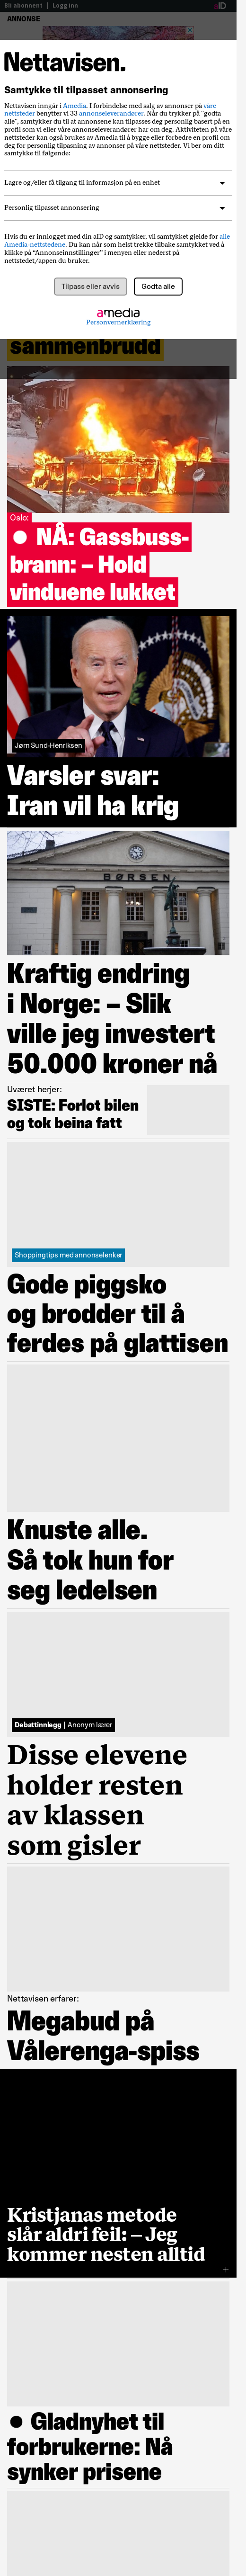 Bli abonnent | Logg inn
aID
ANNONSE
Nettavisen.
Samtykke til tilpasset annonsering
Nettavisen inngår i Amedia. I forbindelse med salg av annonser på våre
nettsteder benytter vi 33 annonseleverandører. Når du trykker på "godta
alle", samtykker du til at annonsene kan tilpasses deg personlig basert på en
profil som vi eller våre annonseleverandører har om deg. Aktiviteten på våre
nettsteder kan også brukes av Amedia til å bygge eller forbedre en profil om
deg for personlig tilpasning av annonser på våre nettsteder. Vi ber om ditt
samtykke til følgende:
Lagre og/eller få tilgang til informasjon på en enhet
Personlig tilpasset annonsering
Hvis du er innlogget med din aID og samtykker, vil samtykket gjelde for alle
Amedia-nettstedene. Du kan når som helst trekke tilbake samtykket ved å
klikke på “Annonseinnstillinger” i menyen eller nederst på
nettstedet/appen du bruker.
Tilpass eller avvis
Godta alle
amedia
Personvernerklæring
sammenbrudd
Oslo:
● NÅ: Gassbuss-
brann: – Hold
vinduene lukket
Jørn Sund-Henriksen
Varsler svar:
Iran vil ha krig
BØRSEN
Kraftig endring
i Norge: – Slik
ville jeg investert
50.000 kroner nå
Uværet herjer:
SISTE: Forlot bilen
og tok beina fatt
Shoppingtips med annonselenker
Gode piggsko
og brodder til å
ferdes på glattisen
Knuste alle.
Så tok hun for
seg ledelsen
Debattinnlegg | Anonym lærer
Disse elevene
holder resten
av klassen
som gisler
Nettavisen erfarer:
Megabud på
Vålerenga-spiss
Kristjanas metode
slår aldri feil: – Jeg
kommer nesten alltid
+
● Gladnyhet til
forbrukerne: Nå
synker prisene